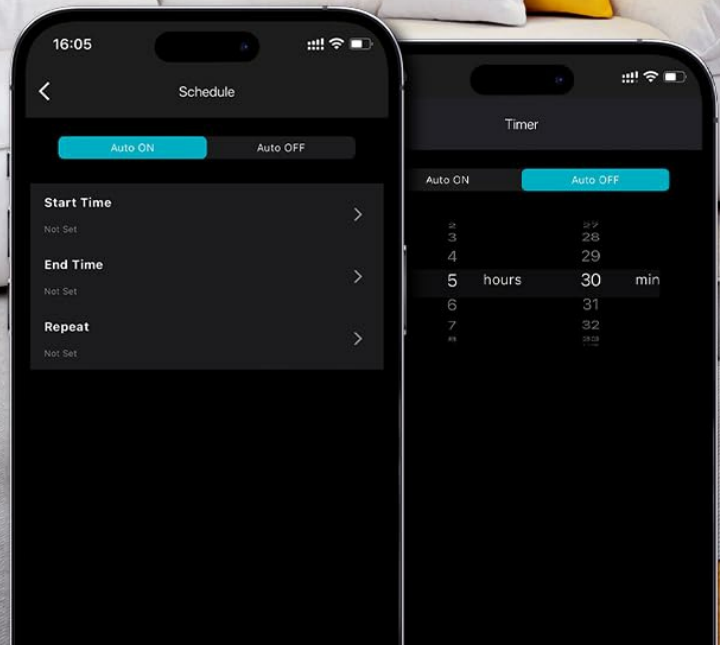 16:05
Schedule
Auto ON
Auto OFF
Start Time
Not Set
End Time
Not Set
Repeat
Not Set
Timer
Auto ON
Auto OFF
3 28
4 29
5 hours 30 min
6 31
7 32